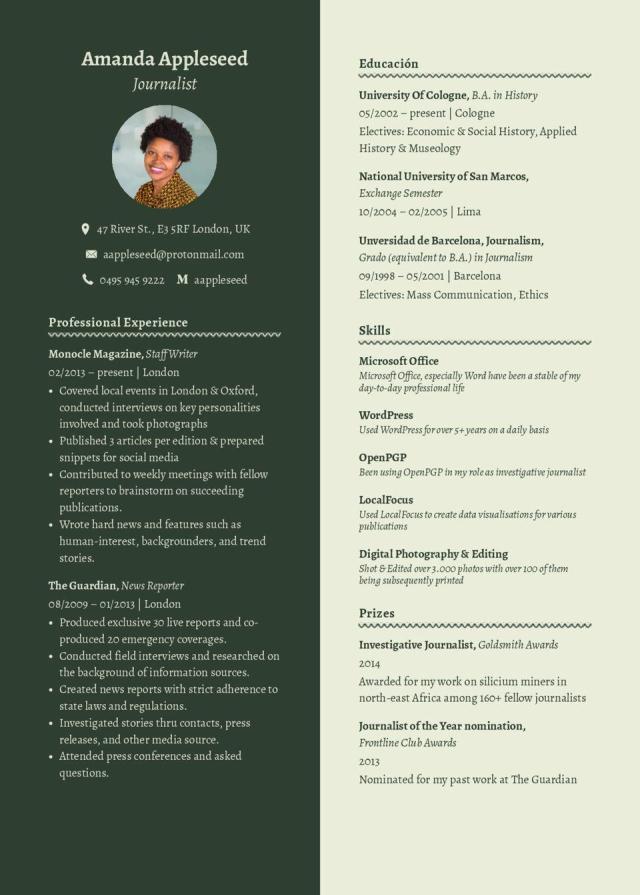 Amanda Appleseed
Journalist
47 River St., E3 5RF London, UK
aappleseed@protonmail.com
0495 945 9222 M aappleseed
Professional Experience
Monocle Magazine, Staff Writer
02/2013 – present | London
• Covered local events in London & Oxford,
conducted interviews on key personalities
involved and took photographs
• Published 3 articles per edition & prepared
snippets for social media
• Contributed to weekly meetings with fellow
reporters to brainstorm on succeeding
publications.
• Wrote hard news and features such as
human-interest, backgrounders, and trend
stories.
The Guardian, News Reporter
08/2009 – 01/2013 | London
• Produced exclusive 30 live reports and co-
produced 20 emergency coverages.
• Conducted field interviews and researched on
the background of information sources.
• Created news reports with strict adherence to
state laws and regulations.
• Investigated stories thru contacts, press
releases, and other media source.
• Attended press conferences and asked
questions.
Educación
University Of Cologne, B.A. in History
05/2002 – present | Cologne
Electives: Economic & Social History, Applied
History & Museology
National University of San Marcos,
Exchange Semester
10/2004 – 02/2005 | Lima
Unversidad de Barcelona, Journalism,
Grado (equivalent to B.A.) in Journalism
09/1998 – 05/2001 | Barcelona
Electives: Mass Communication, Ethics
Skills
Microsoft Office
Microsoft Office, especially Word have been a stable of my
day-to-day professional life
WordPress
Used WordPress for over 5+ years on a daily basis
OpenPGP
Been using OpenPGP in my role as investigative journalist
LocalFocus
Used LocalFocus to create data visualisations for various
publications
Digital Photography & Editing
Shot & Edited over 3.000 photos with over 100 of them
being subsequently printed
Prizes
Investigative Journalist, Goldsmith Awards
2014
Awarded for my work on silicium miners in
north-east Africa among 160+ fellow journalists
Journalist of the Year nomination,
Frontline Club Awards
2013
Nominated for my past work at The Guardian